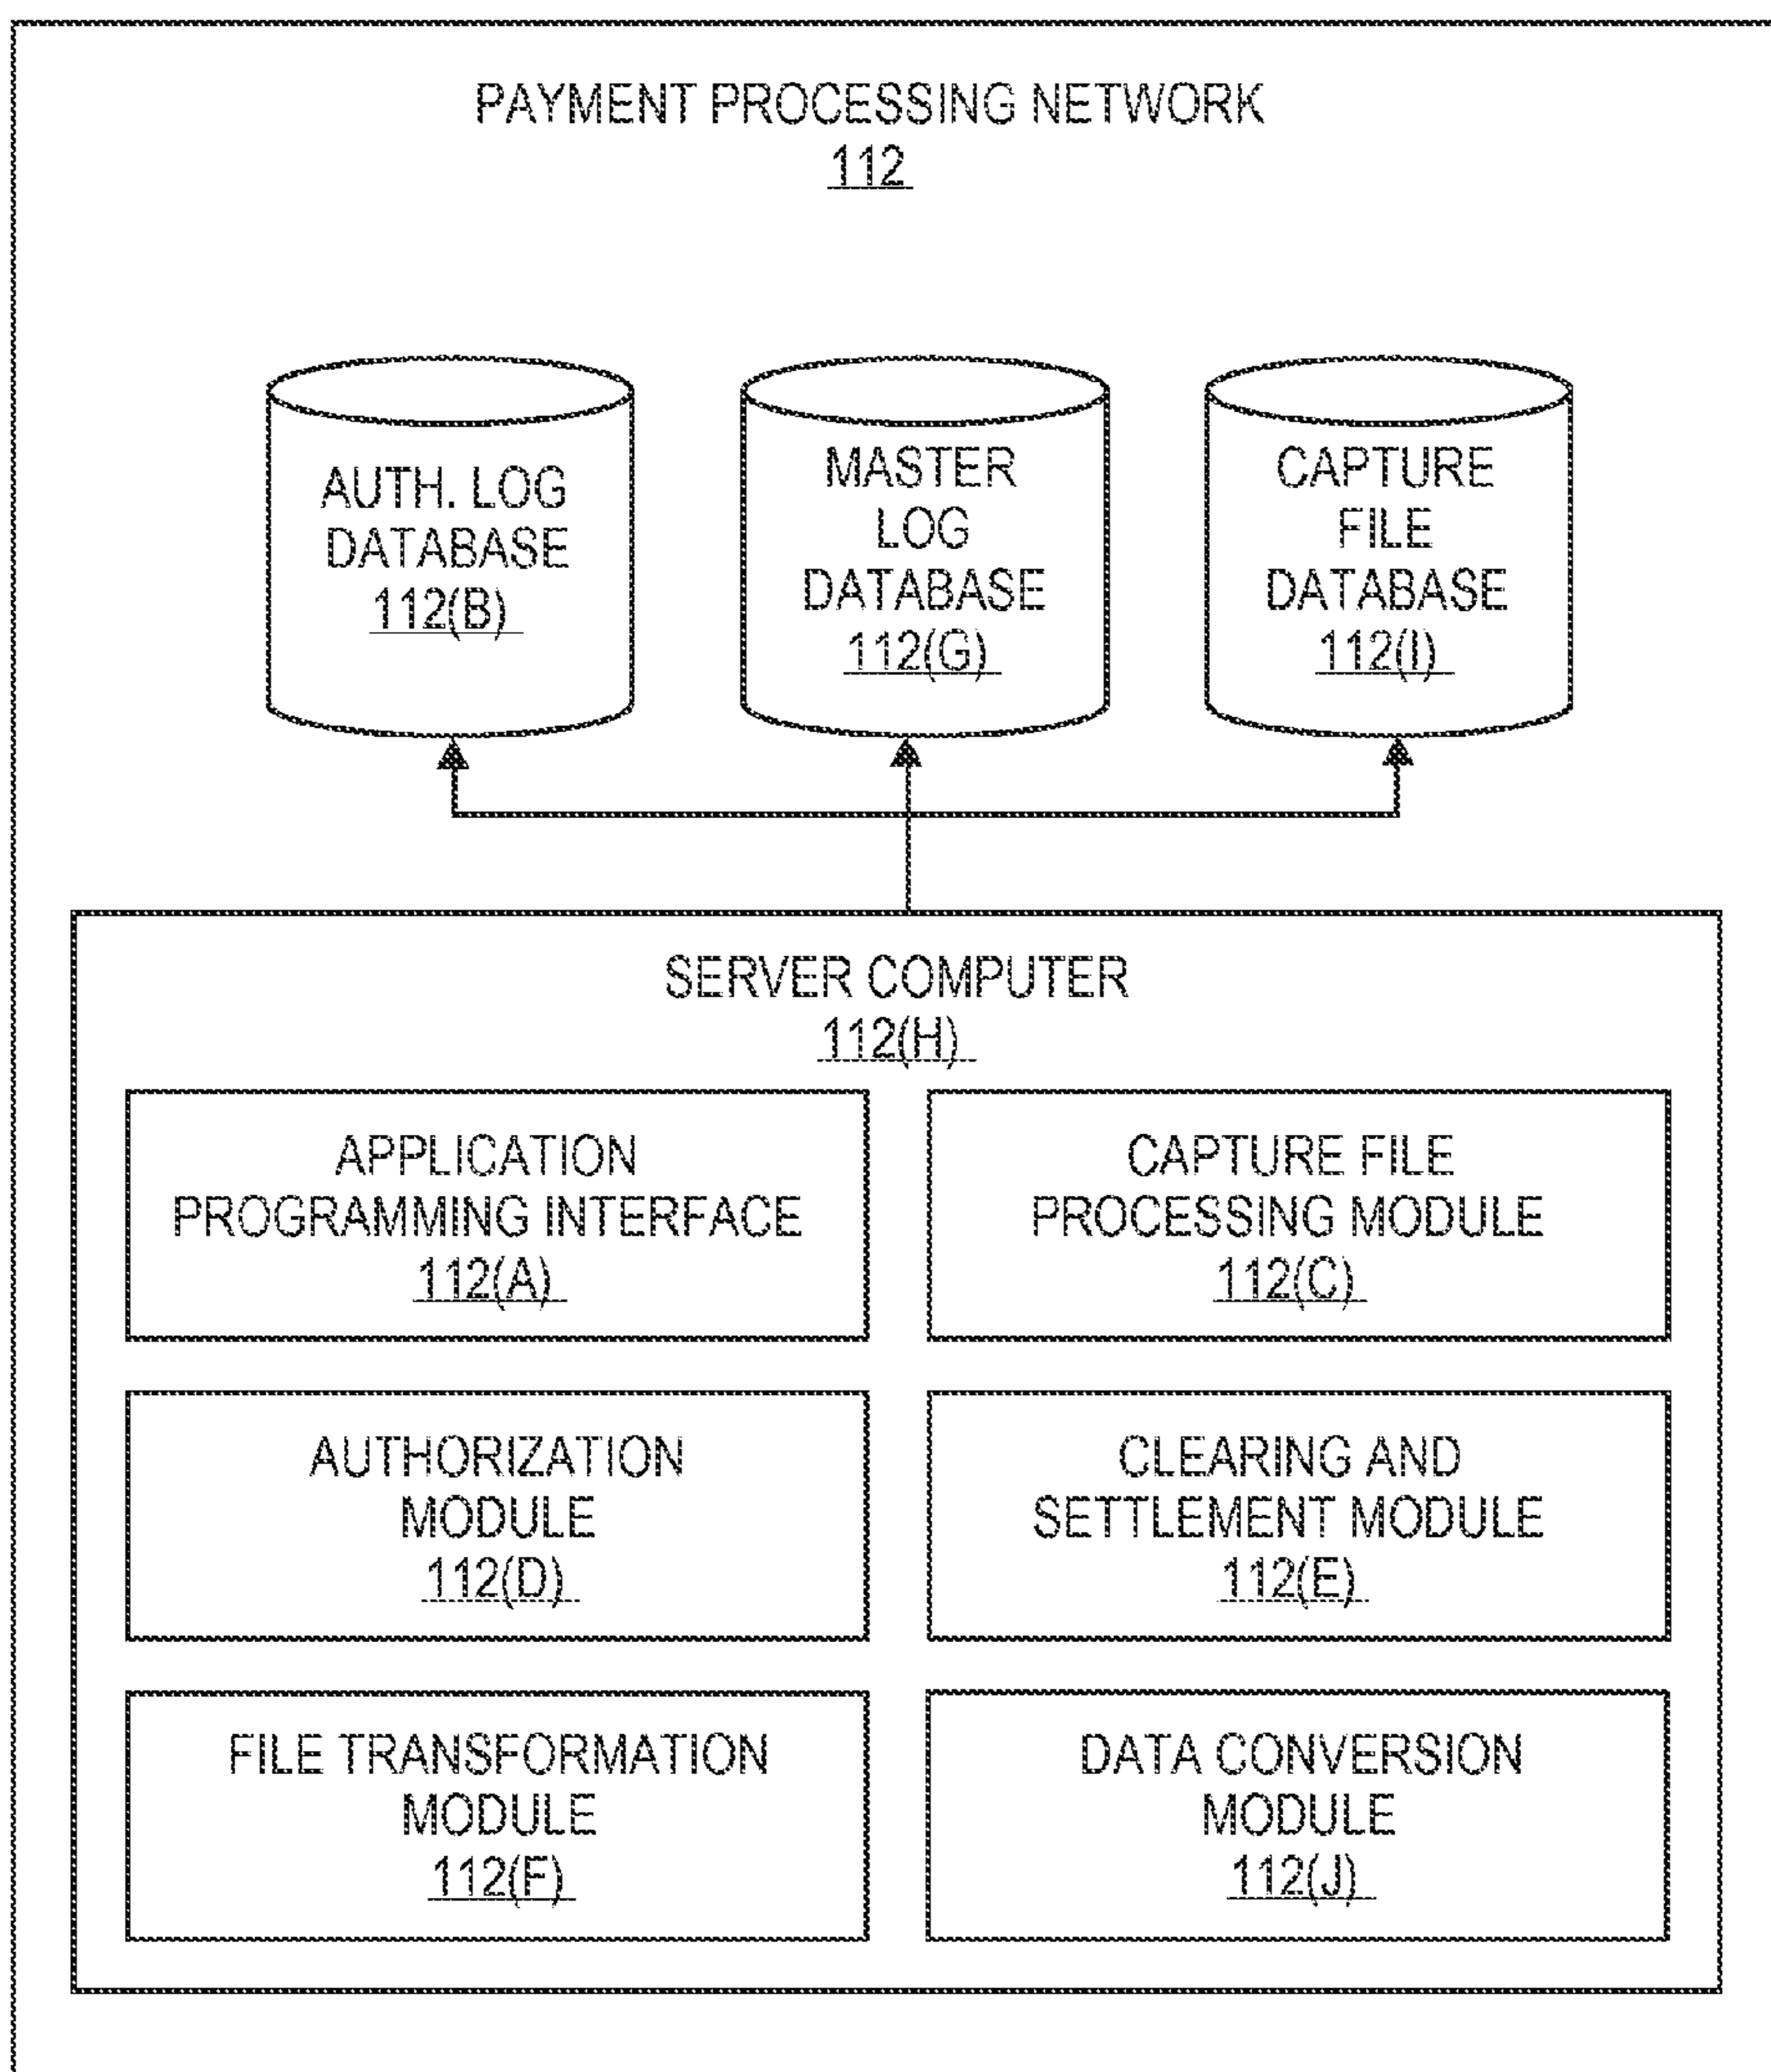 PAYMENT PROCESSING NETWORK
112
AUTH. LOG
DATABASE
112(B)
MASTER
LOG
DATABASE
112(G)
CAPTURE
FILE
DATABASE
112(I)
SERVER COMPUTER
112(H)
APPLICATION
PROGRAMMING INTERFACE
112(A)
CAPTURE FILE
PROCESSING MODULE
112(C)
AUTHORIZATION
MODULE
112(D)
CLEARING AND
SETTLEMENT MODULE
112(E)
FILE TRANSFORMATION
MODULE
112(F)
DATA CONVERSION
MODULE
112(J)